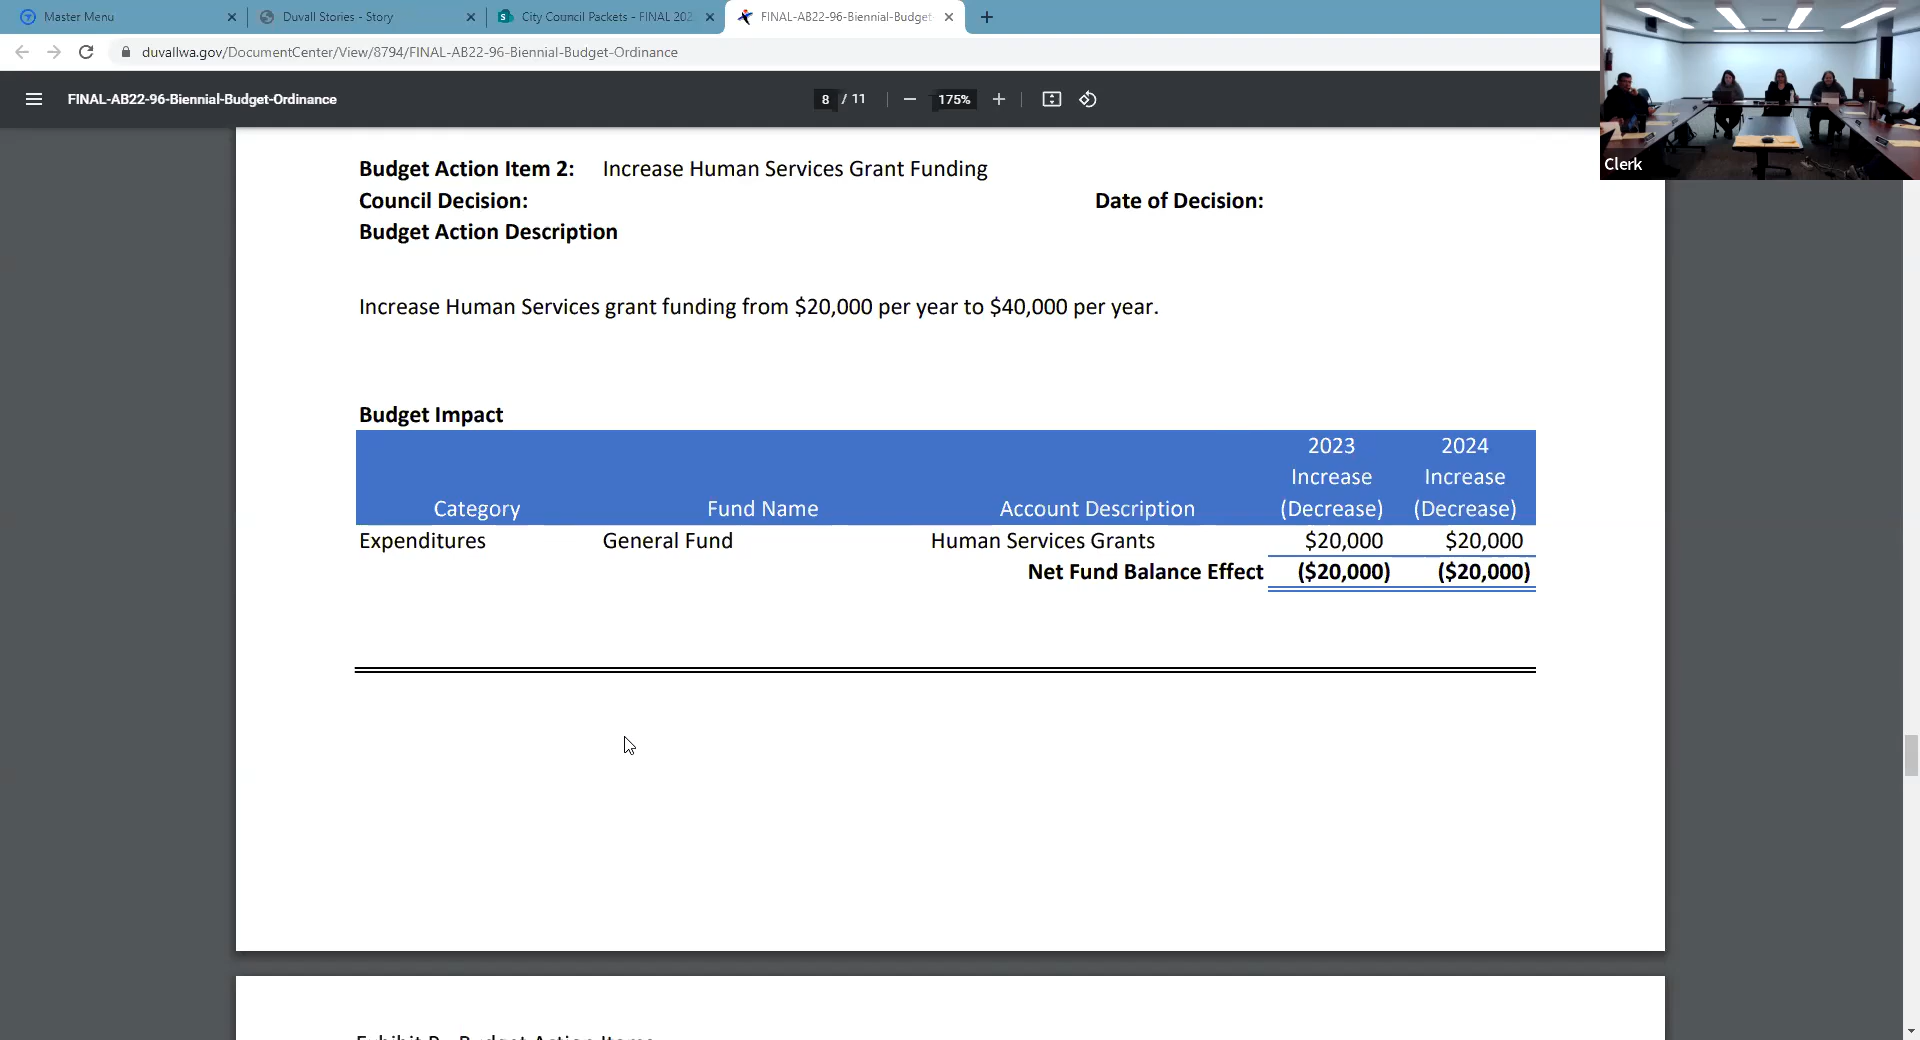 Master Menu
Duvall Stories - Story
City Council Packets - FINAL 202
FINAL-AB22-96-Biennial-Budget-
duvallwa.gov/DocumentCenter/View/8794/FINAL-AB22-96-Biennial-Budget-Ordinance
FINAL-AB22-96-Biennial-Budget-Ordinance
8 / 11
175%
Clerk
Budget Action Item 2: Increase Human Services Grant Funding
Council Decision: Date of Decision:
Budget Action Description
Increase Human Services grant funding from $20,000 per year to $40,000 per year.
Budget Impact
2023 2024
Increase Increase
Category Fund Name Account Description (Decrease) (Decrease)
Expenditures General Fund Human Services Grants $20,000 $20,000
Net Fund Balance Effect ($20,000) ($20,000)